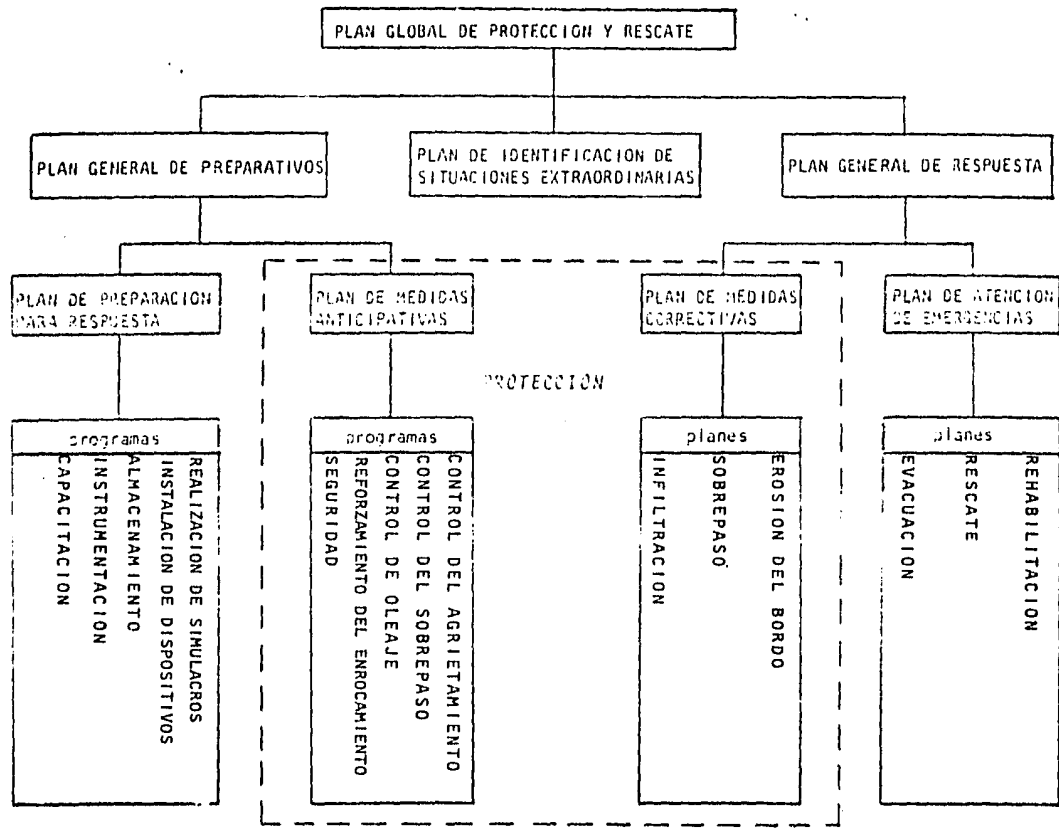 PLAN GLOBAL DE PROTECCION Y RESCATE
PLAN GENERAL DE PREPARATIVOS
PLAN DE IDENTIFICACION DE
SITUACIONES EXTRAORDINARIAS
PLAN GENERAL DE RESPUESTA
PLAN DE PREPARACION
PARA RESPUESTA
PLAN DE MEDIDAS
ANTICIPATIVAS
PLAN DE MEDIDAS
CORRECTIVAS
PLAN DE ATENCION
DE EMERGENCIAS
PROTECCION
programas
REALIZACION DE SIMULACROS
INSTALACION DE DISPOSITIVOS
ALMACENAMIENTO
INSTRUMENTACION
CAPACITACION
programas
CONTROL DEL AGRIETAMIENTO
CONTROL DEL SOBREPASO
CONTROL DE OLEAJE
REFORZAMIENTO DEL ENROCAMIENTO
SEGURIDAD
planes
EROSION DEL BORDO
SOBREPASO
INFILTRACION
planes
REHABILITACION
RESCATE
EVACUACION